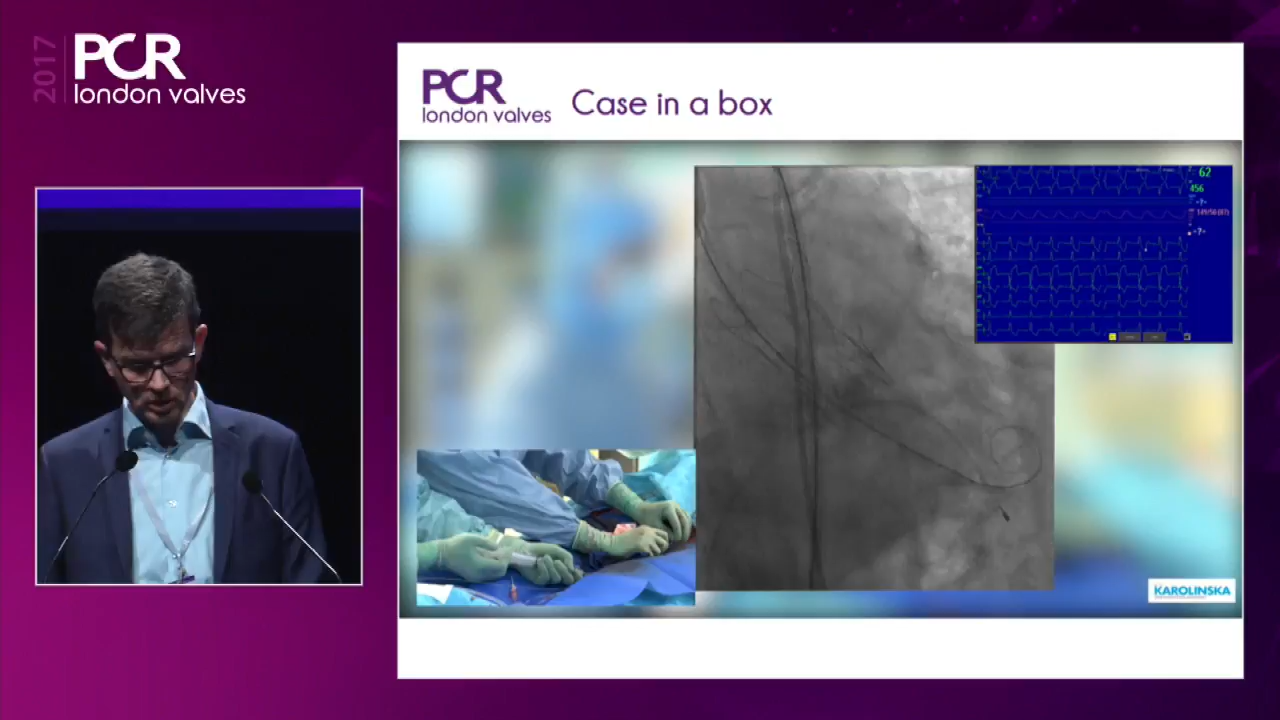 2017
PCR
london valves
PCR
london valves
Case in a box
62
456
-?-
-?-
KAROLINSKA